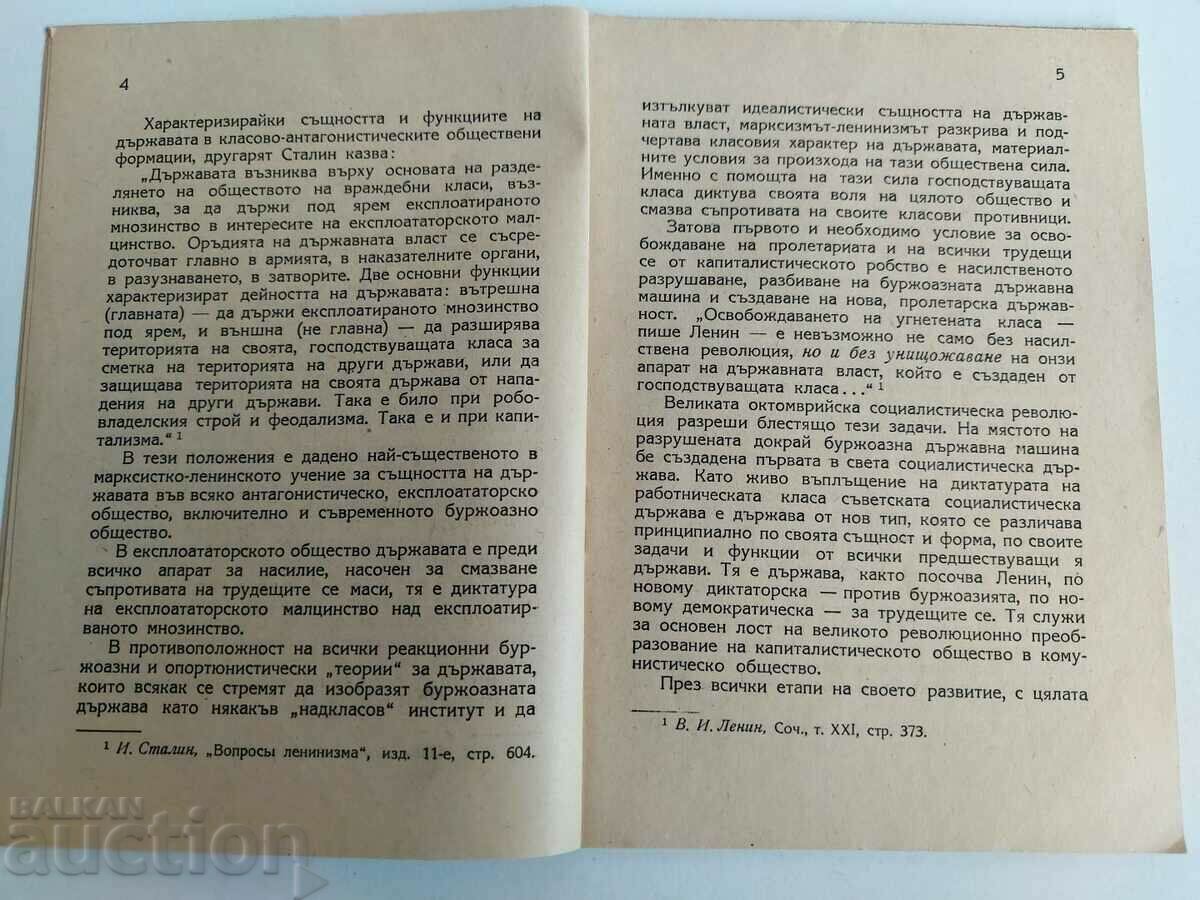 4
Характеризирайки същността и функциите на
държавата в класово-антагонистическите обществени
формации, другарят Сталин казва:
„Държавата възниква върху основата на разде-
лянето на обществото на враждебни класи, въз-
никва, за да държи под ярем експлоатираното
мнозинство в интересите на експлоататорското мал-
цинство. Оръдията на държавната власт се съсре-
доточват главно в армията, в наказателните органи,
в разузнаването, в затворите. Две основни функции
характеризират дейността на държавата: вътрешна
(главната) — да държи експлоатираното мнозинство
под ярем, и външна (не главна) — да разширява
територията на своята, господствуващата класа за
сметка на територията на други държави, или да
защищава територията на своята държава от напа-
дения на други държави. Така е било при робо-
владелския строй и феодализма. Така е и при капи-
тализма.“ ¹
В тези положения е дадено най-същественото в
марксистко-ленинското учение за същността на дър-
жавата във всяко антагонистическо, експлоататорско
общество, включително и съвременното буржоазно
общество.
В експлоататорското общество държавата е преди
всичко апарат за насилие, насочен за смазване
съпротивата на трудещите се маси, тя е диктатура
на експлоататорското малцинство над експлоатир-
ваното мнозинство.
В противоположност на всички реакционни бур-
жоазни и опортюнистически „теории“ за държавата,
които всякак се стремят да изобразят буржоазната
държава като някакъв „надкласов“ институт и да
¹ И. Сталин, „Вопросы ленинизма“, изд. 11-е, стр. 604.
5
изтълкуват идеалистически същността на държав-
ната власт, марксизмът-ленинизмът разкрива и под-
чертава класовия характер на държавата, материал-
ните условия за произхода на тази обществена сила.
Именно с помощта на тази сила господствуващата
класа диктува своята воля на цялото общество и
смазва съпротивата на своите класови противници.
Затова първото и необходимо условие за осво-
бождаване на пролетариата и на всички трудещи
се от капиталистическото робство е насилственото
разрушаване, разбиване на буржоазната държавна
машина и създаване на нова, пролетарска държав-
ност. „Освобождаването на угнетената класа —
пише Ленин — е невъзможно не само без насил-
ствена революция, но и без унищожаване на онзи
апарат на държавната власт, който е създаден от
господствуващата класа...“ ¹
Великата октомврийска социалистическа револю-
ция разреши блестящо тези задачи. На мястото на
разрушената докрай буржоазна държавна машина
бе създадена първата в света социалистическа дър-
жава. Като живо въплъщение на диктатурата на
работническата класа съветската социалистическа
държава е държава от нов тип, която се различава
принципиално по своята същност и форма, по своите
задачи и функции от всички предшествуващи я
държави. Тя е държава, както посочва Ленин, по
новому диктаторска — против буржоазията, по но-
вому демократическа — за трудещите се. Тя служи
за основен лост на великото революционно преоб-
разование на капиталистическото общество в кому-
нистическо общество.
През всички етапи на своето развитие, с цялата
¹ В. И. Ленин, Соч., т. XXI, стр. 373.
BALKAN
auction